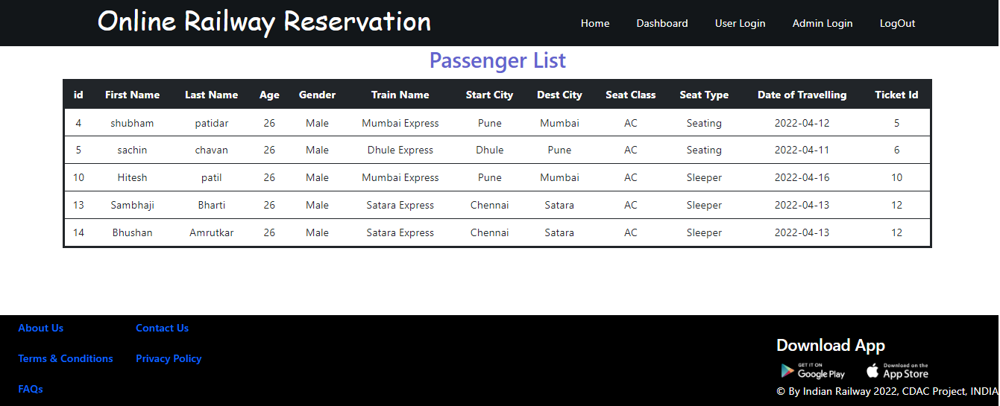 Online Railway Reservation Home Dashboard User Login Admin Login LogOut
Passenger List
id First Name Last Name Age Gender Train Name Start City Dest City Seat Class Seat Type Date of Travelling Ticket Id
4 shubham patidar 26 Male Mumbai Express Pune Mumbai AC Seating 2022-04-12 5
5 sachin chavan 26 Male Dhule Express Dhule Pune AC Seating 2022-04-11 6
10 Hitesh patil 26 Male Mumbai Express Pune Mumbai AC Sleeper 2022-04-16 10
13 Sambhaji Bharti 26 Male Satara Express Chennai Satara AC Sleeper 2022-04-13 12
14 Bhushan Amrutkar 26 Male Satara Express Chennai Satara AC Sleeper 2022-04-13 12
About Us Contact Us
Terms & Conditions Privacy Policy
FAQs
Download App
GET IT ON Google Play
Download on the App Store
© By Indian Railway 2022, CDAC Project, INDIA